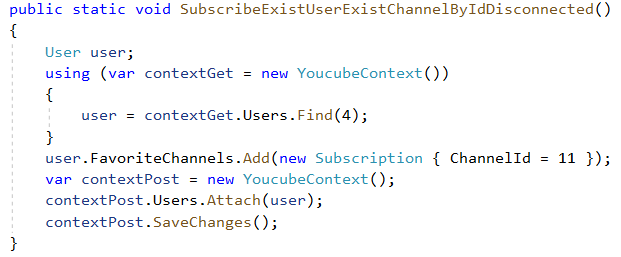 public static void SubscribeExistUserExistChannelByIdDisconnected()
{
    User user;
    using (var contextGet = new YoucubeContext())
    {
        user = contextGet.Users.Find(4);
    }
    user.FavoriteChannels.Add(new Subscription { ChannelId = 11 });
    var contextPost = new YoucubeContext();
    contextPost.Users.Attach(user);
    contextPost.SaveChanges();
}